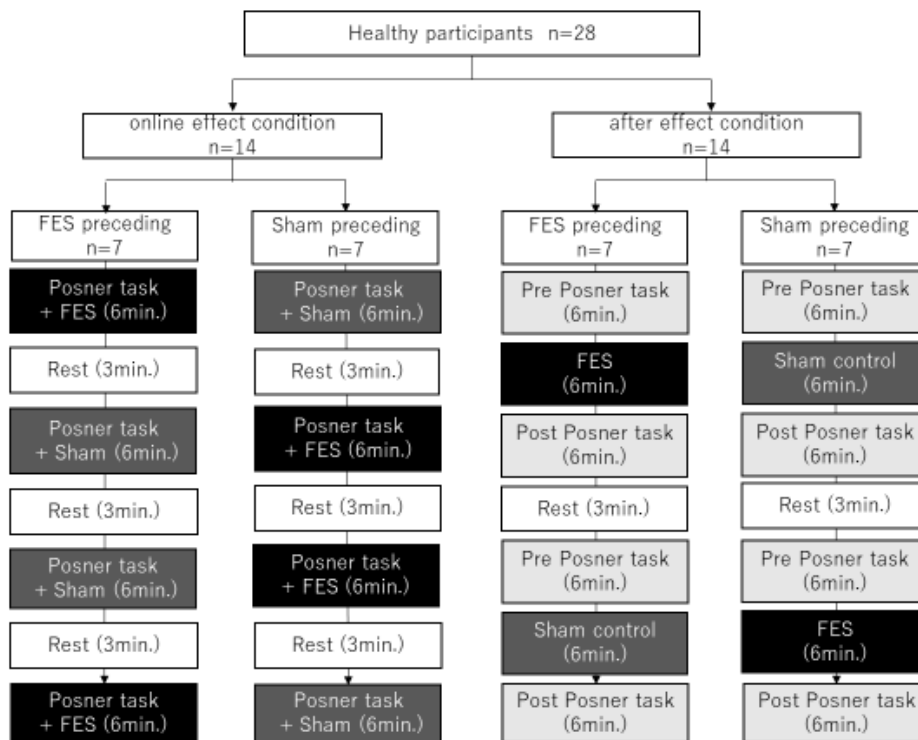 Healthy participants n=28
online effect condition
n=14
after effect condition
n=14
FES preceding
n=7
Posner task
+ FES (6min.)
Rest (3min.)
Posner task
+ Sham (6min.)
Rest (3min.)
Posner task
+ Sham (6min.)
Rest (3min.)
Posner task
+ FES (6min.)
Sham preceding
n=7
Posner task
+ Sham (6min.)
Rest (3min.)
Posner task
+ FES (6min.)
Rest (3min.)
Posner task
+ FES (6min.)
Rest (3min.)
Posner task
+ Sham (6min.)
FES preceding
n=7
Pre Posner task
(6min.)
FES
(6min.)
Post Posner task
(6min.)
Rest (3min.)
Pre Posner task
(6min.)
Sham control
(6min.)
Post Posner task
(6min.)
Sham preceding
n=7
Pre Posner task
(6min.)
Sham control
(6min.)
Post Posner task
(6min.)
Rest (3min.)
Pre Posner task
(6min.)
FES
(6min.)
Post Posner task
(6min.)